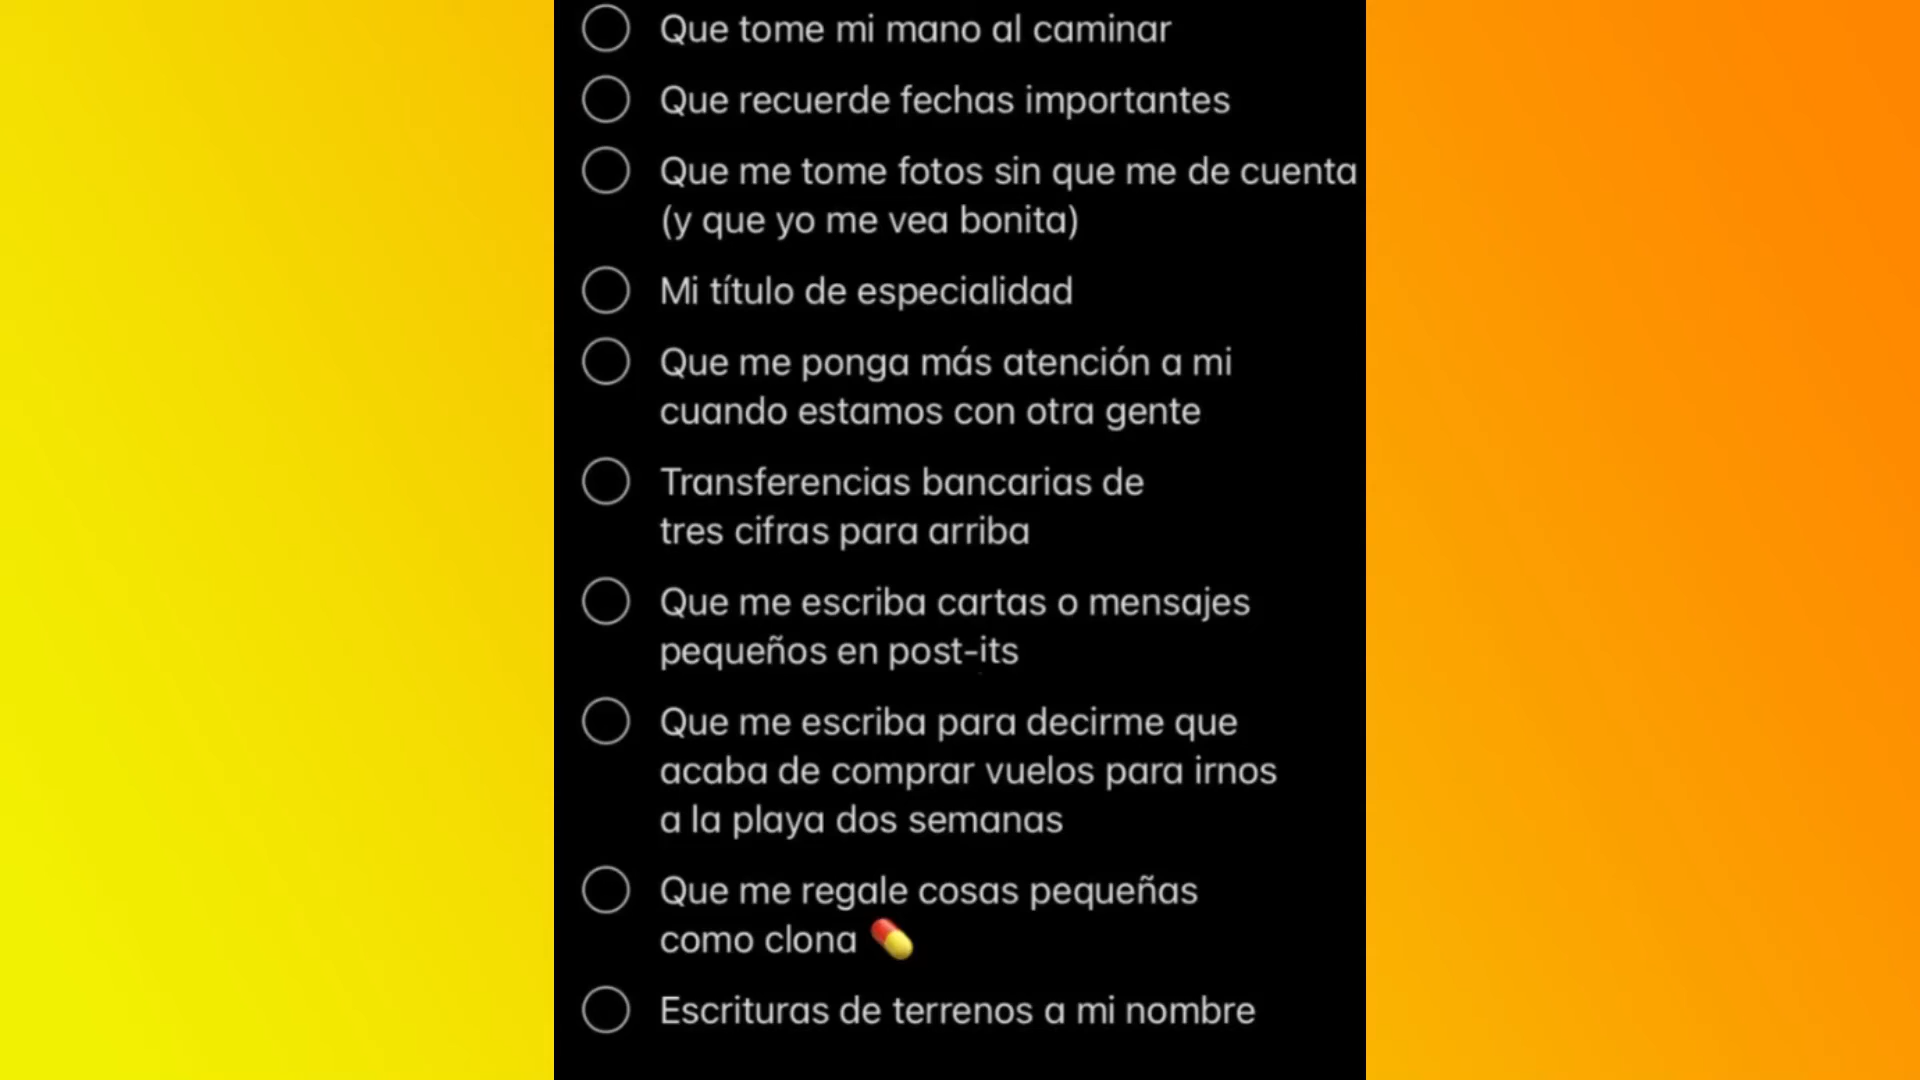 Que tome mi mano al caminar
Que recuerde fechas importantes
Que me tome fotos sin que me de cuenta
(y que yo me vea bonita)
Mi título de especialidad
Que me ponga más atención a mi
cuando estamos con otra gente
Transferencias bancarias de
tres cifras para arriba
Que me escriba cartas o mensajes
pequeños en post-its
Que me escriba para decirme que
acaba de comprar vuelos para irnos
a la playa dos semanas
Que me regale cosas pequeñas
como clona 💊
Escrituras de terrenos a mi nombre